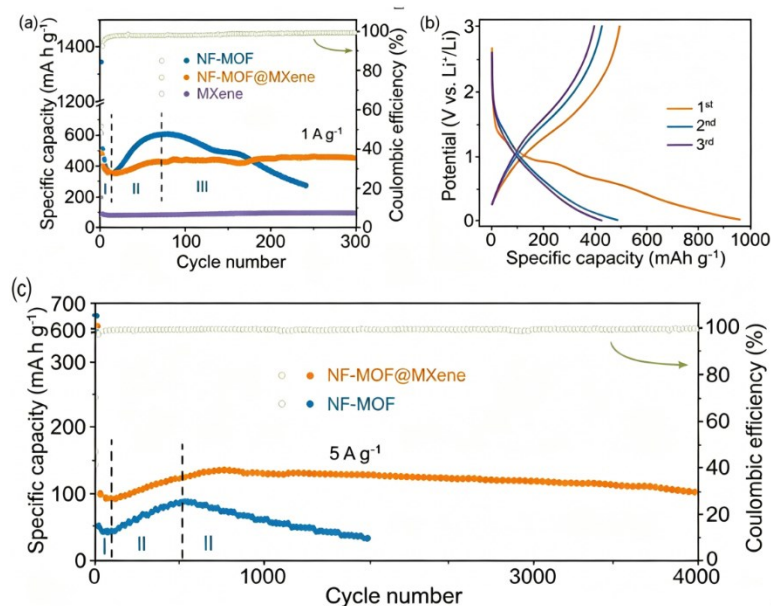 (a)
1400
1200
600
400
200
0
Specific capacity (mA h g⁻¹)
NF-MOF
NF-MOF@MXene
MXene
1 A g⁻¹
I
II
III
100
80
60
40
20
0
Coulombic efficiency (%)
0
100
200
300
Cycle number
(b)
3
2
1
0
Potential (V vs. Li⁺/Li)
1st
2nd
3rd
0
200
400
600
800
1000
Specific capacity (mAh g⁻¹)
(c)
700
600
300
200
100
0
Specific capacity (mA h g⁻¹)
NF-MOF@MXene
NF-MOF
5 A g⁻¹
I
II
II
100
80
60
40
20
0
Coulombic efficiency (%)
0
1000
3000
4000
Cycle number